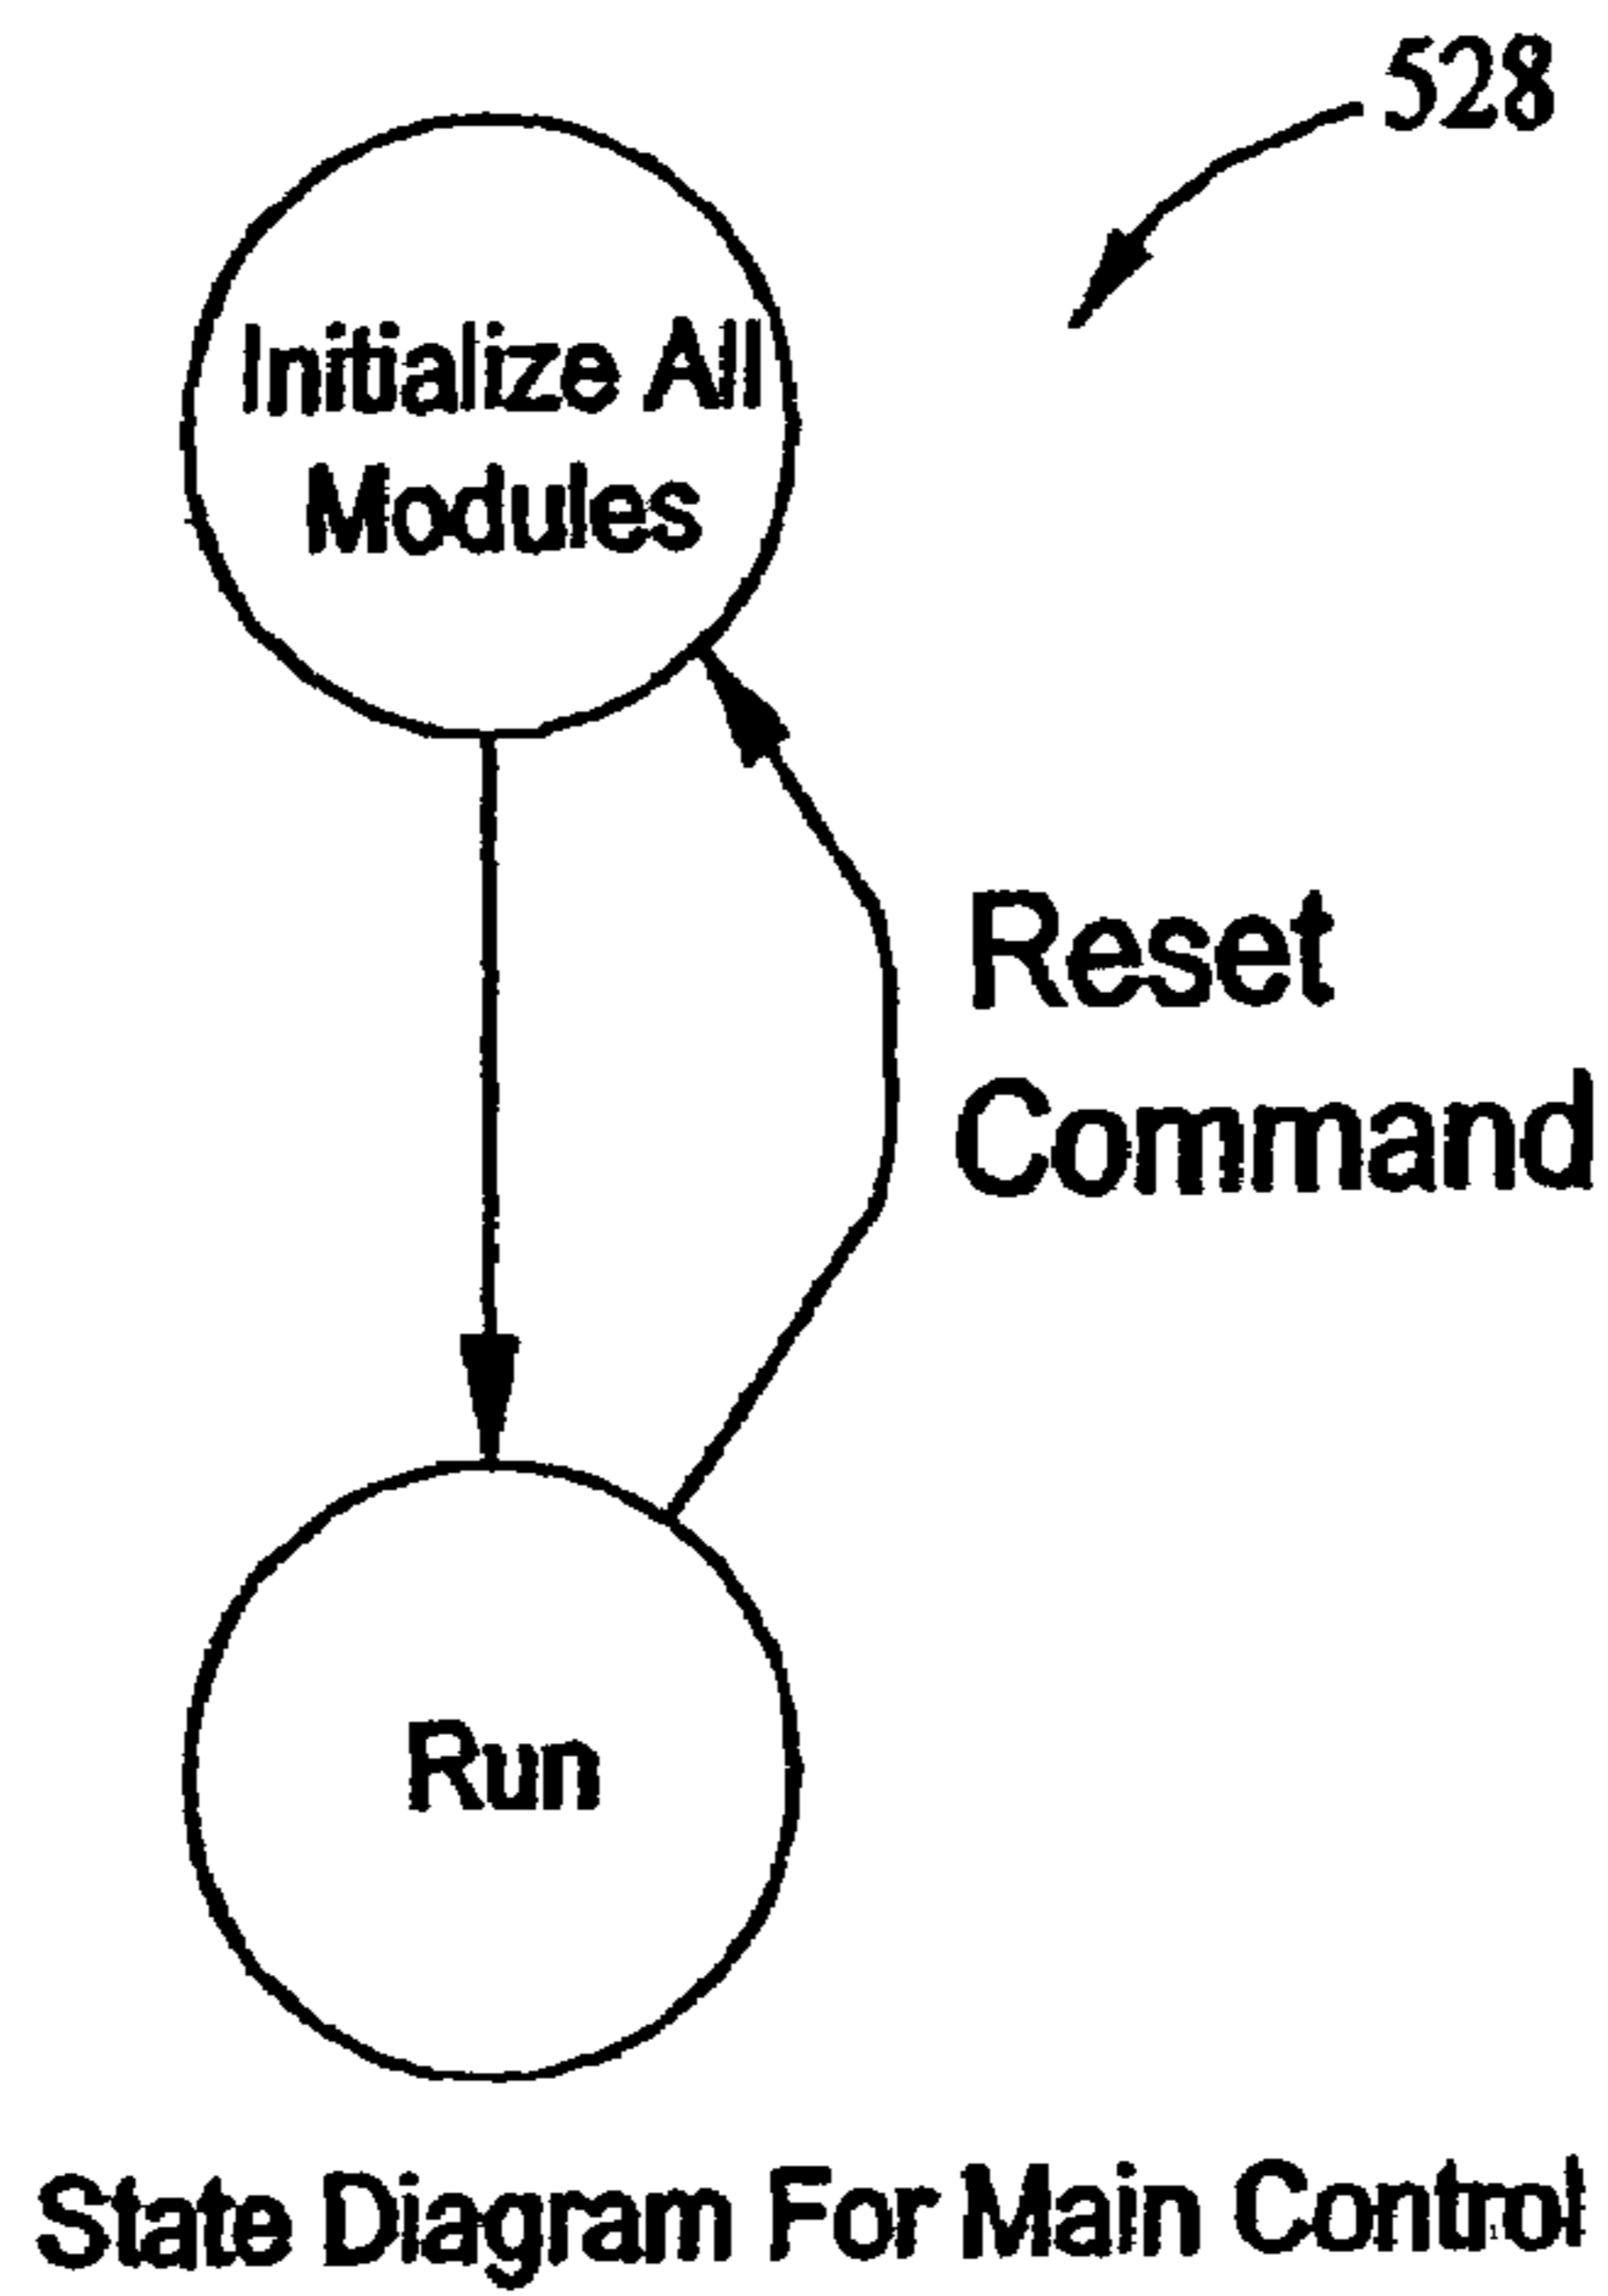 528
Initialize All
Modules
Reset
Command
Run
State Diagram For Main Control